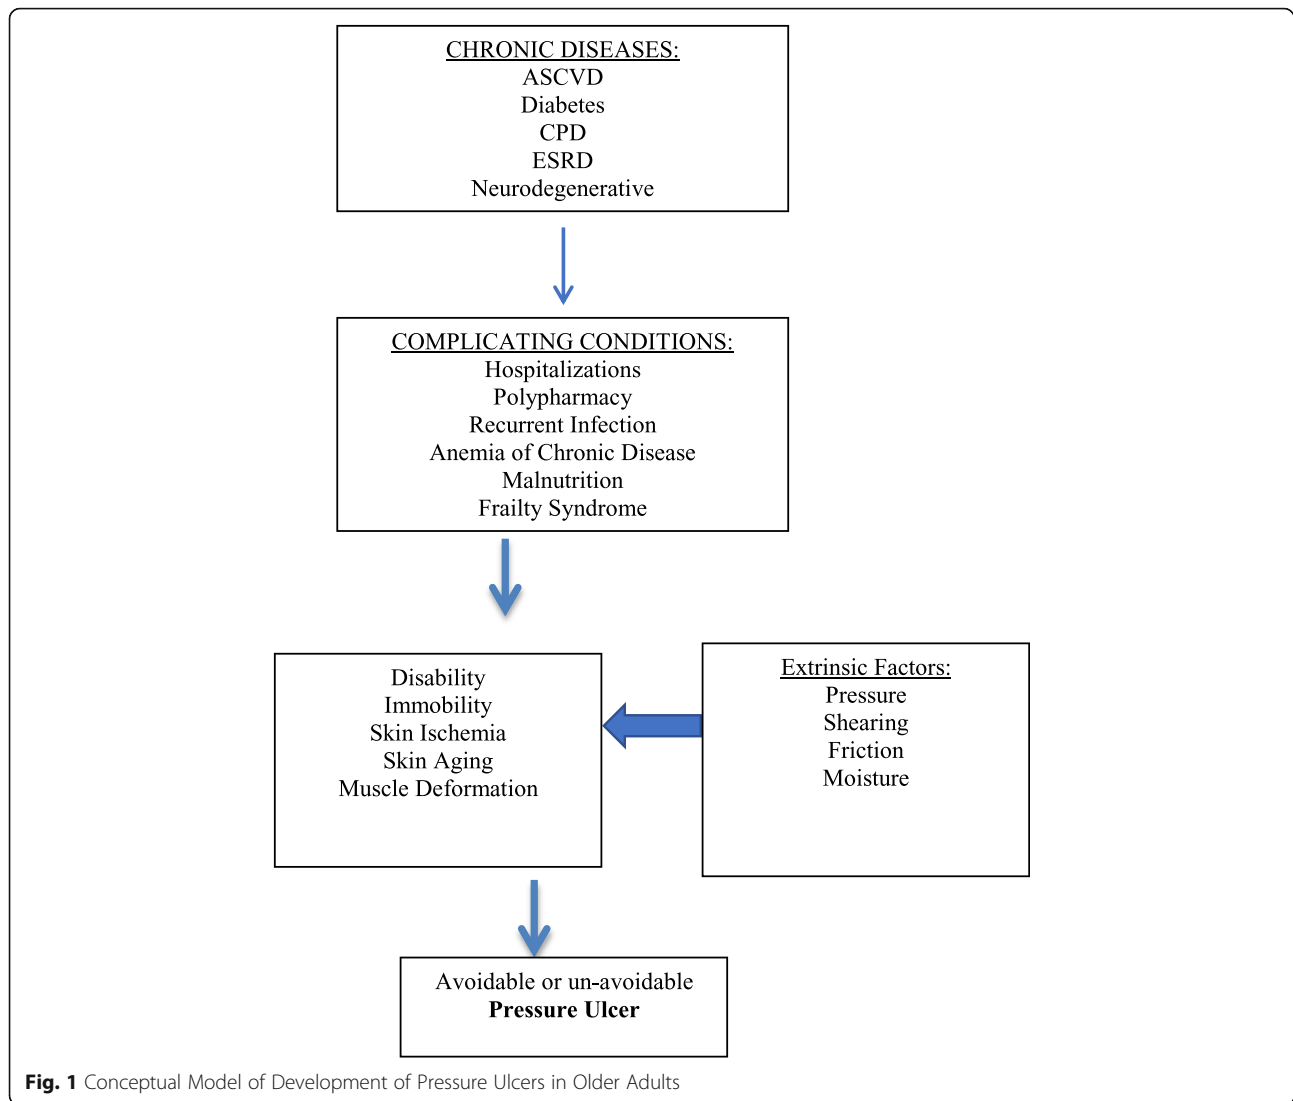 CHRONIC DISEASES:
ASCVD
Diabetes
CPD
ESRD
Neurodegenerative
COMPLICATING CONDITIONS:
Hospitalizations
Polypharmacy
Recurrent Infection
Anemia of Chronic Disease
Malnutrition
Frailty Syndrome
Disability
Immobility
Skin Ischemia
Skin Aging
Muscle Deformation
Extrinsic Factors:
Pressure
Shearing
Friction
Moisture
Avoidable or un-avoidable
Pressure Ulcer
Fig. 1 Conceptual Model of Development of Pressure Ulcers in Older Adults